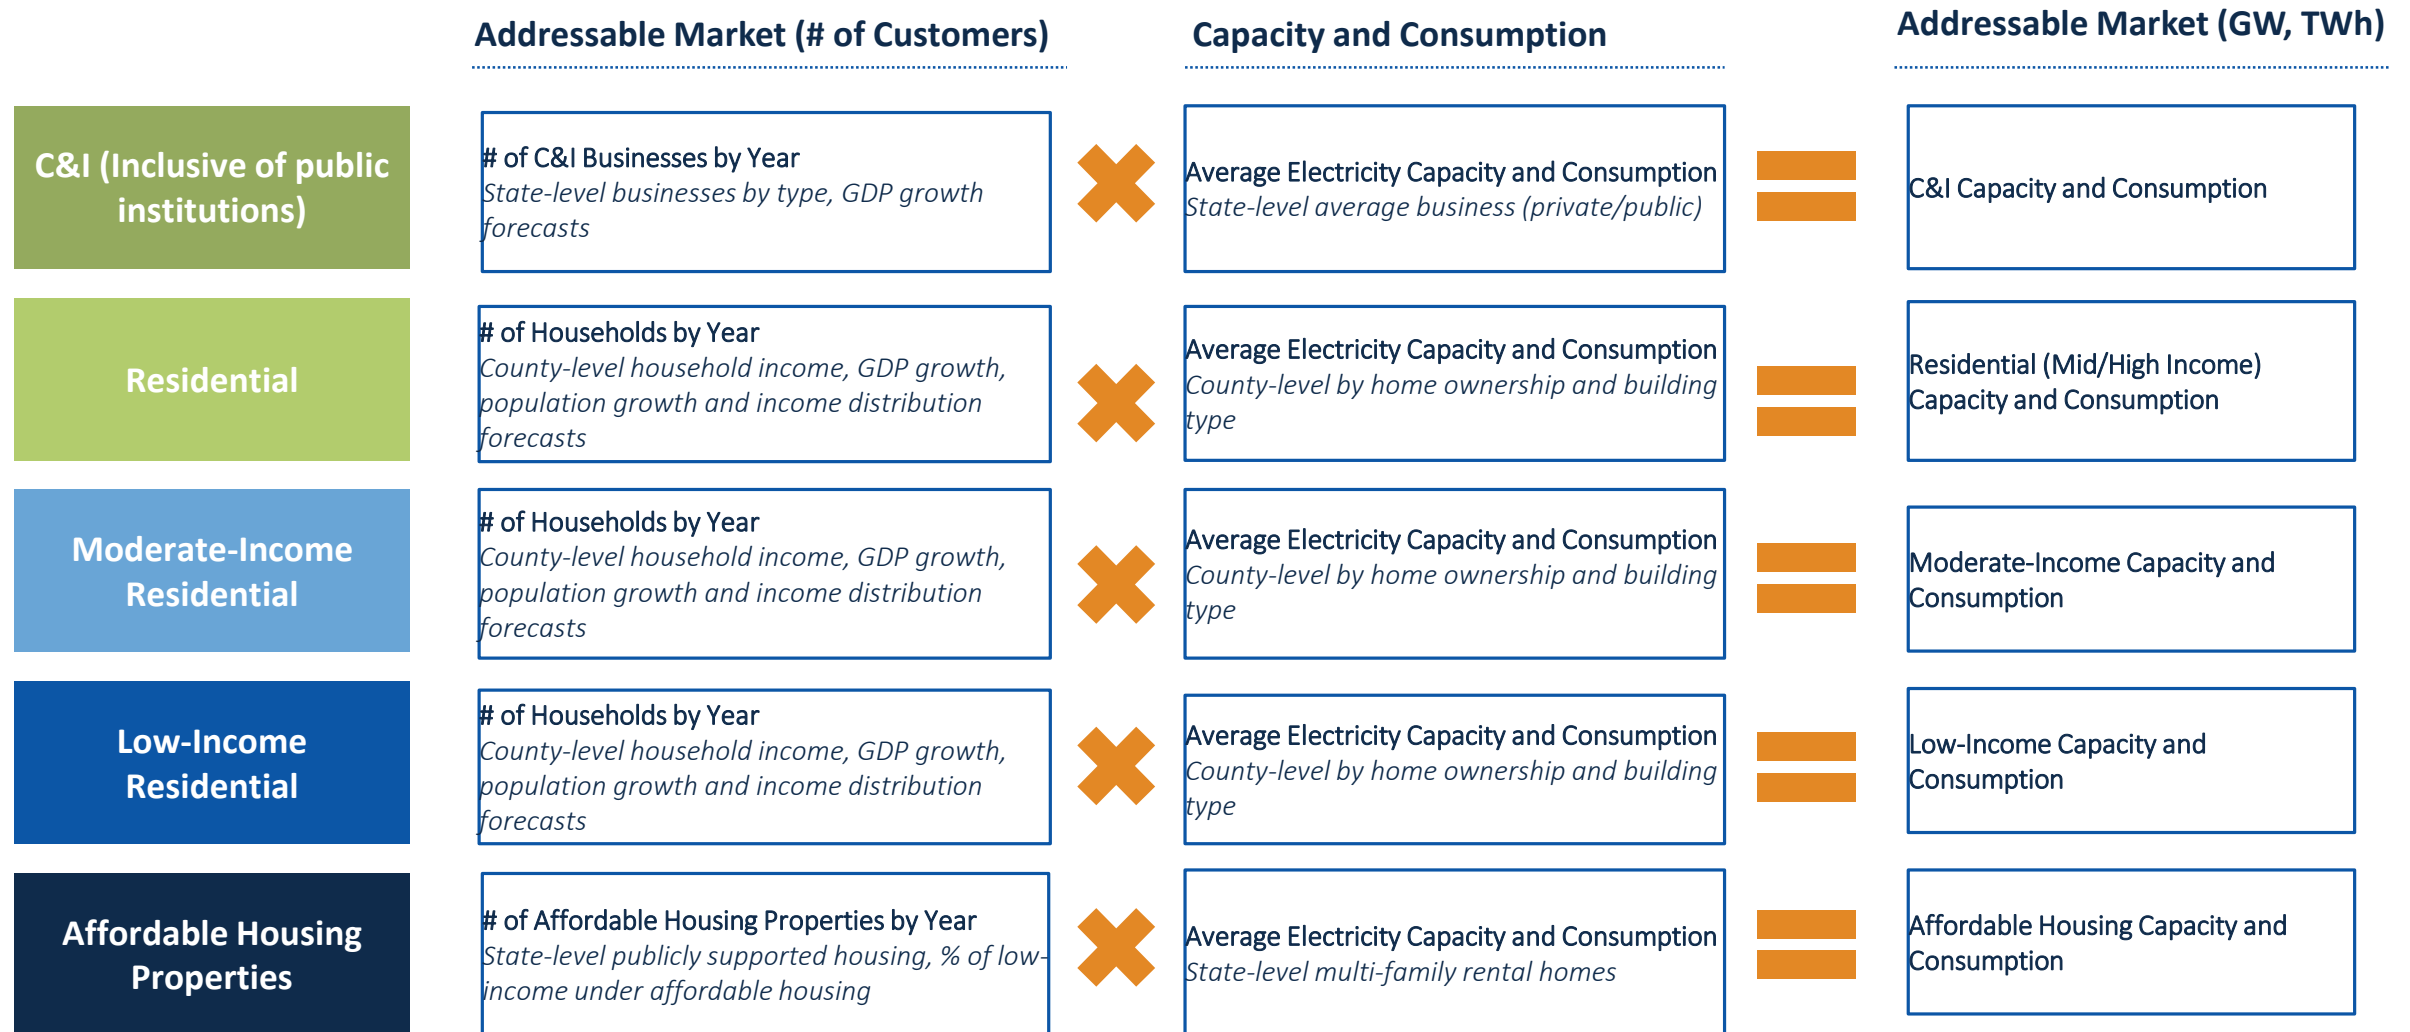 Addressable Market (# of Customers)
Capacity and Consumption
Addressable Market (GW, TWh)
C&I (Inclusive of public
institutions)
# of C&I Businesses by Year
State-level businesses by type, GDP growth
forecasts
Average Electricity Capacity and Consumption
State-level average business (private/public)
C&I Capacity and Consumption
Residential
# of Households by Year
County-level household income, GDP growth,
population growth and income distribution
forecasts
Average Electricity Capacity and Consumption
County-level by home ownership and building
type
Residential (Mid/High Income)
Capacity and Consumption
Moderate-Income
Residential
# of Households by Year
County-level household income, GDP growth,
population growth and income distribution
forecasts
Average Electricity Capacity and Consumption
County-level by home ownership and building
type
Moderate-Income Capacity and
Consumption
Low-Income
Residential
# of Households by Year
County-level household income, GDP growth,
population growth and income distribution
forecasts
Average Electricity Capacity and Consumption
County-level by home ownership and building
type
Low-Income Capacity and
Consumption
Affordable Housing
Properties
# of Affordable Housing Properties by Year
State-level publicly supported housing, % of low-
income under affordable housing
Average Electricity Capacity and Consumption
State-level multi-family rental homes
Affordable Housing Capacity and
Consumption